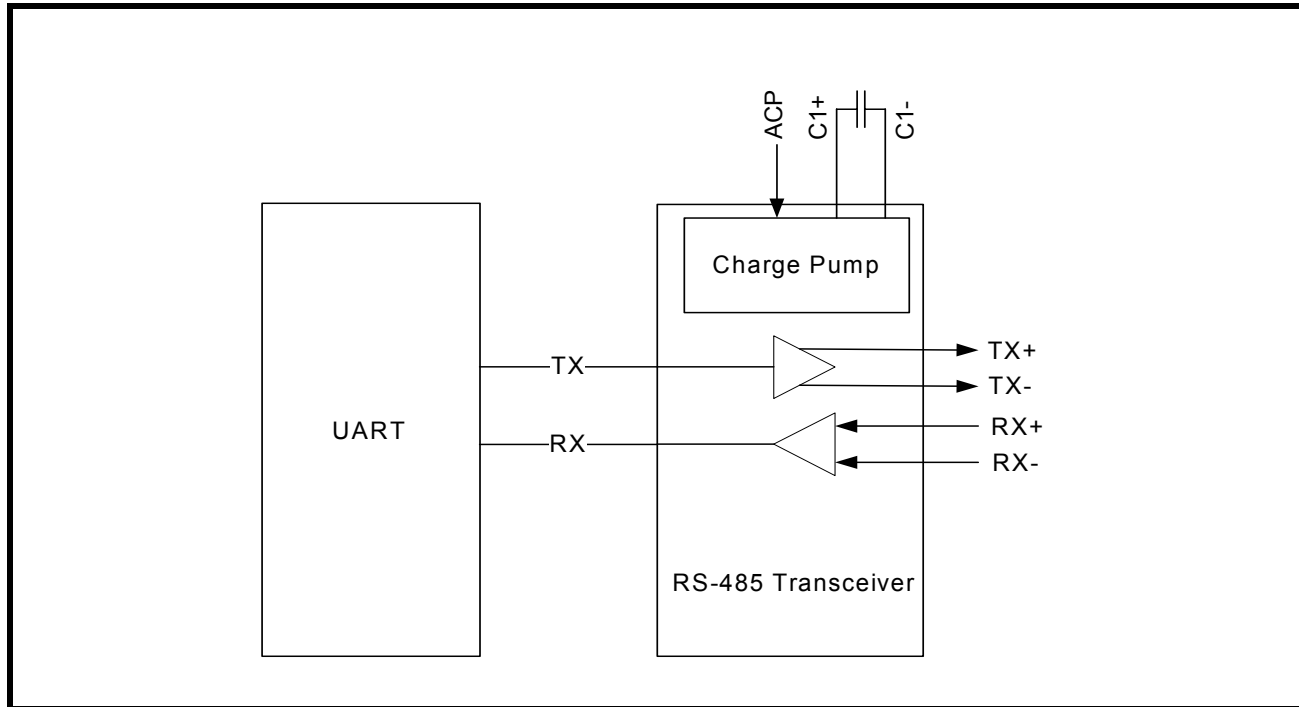 ACP
C1+
C1-
Charge Pump
TX
TX+
TX-
UART
RX
RX+
RX-
RS-485 Transceiver